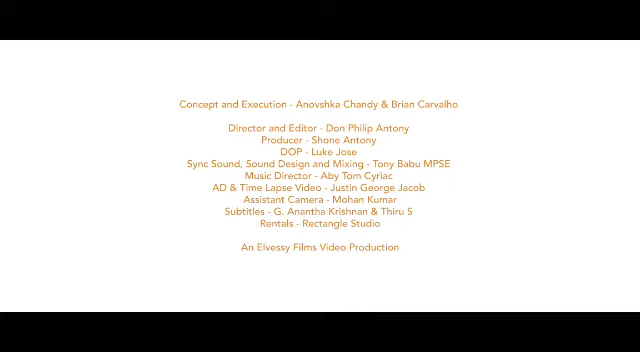 Concept and Execution - Anovshka Chandy & Brian Carvalho
Director and Editor - Don Philip Antony
Producer - Shone Antony
DOP - Luke Jose
Sync Sound, Sound Design and Mixing - Tony Babu MPSE
Music Director - Aby Tom Cyriac
AD & Time Lapse Video - Justin George Jacob
Assistant Camera - Mohan Kumar
Subtitles - G. Anantha Krishnan & Thiru S
Rentals - Rectangle Studio
An Elvessy Films Video Production